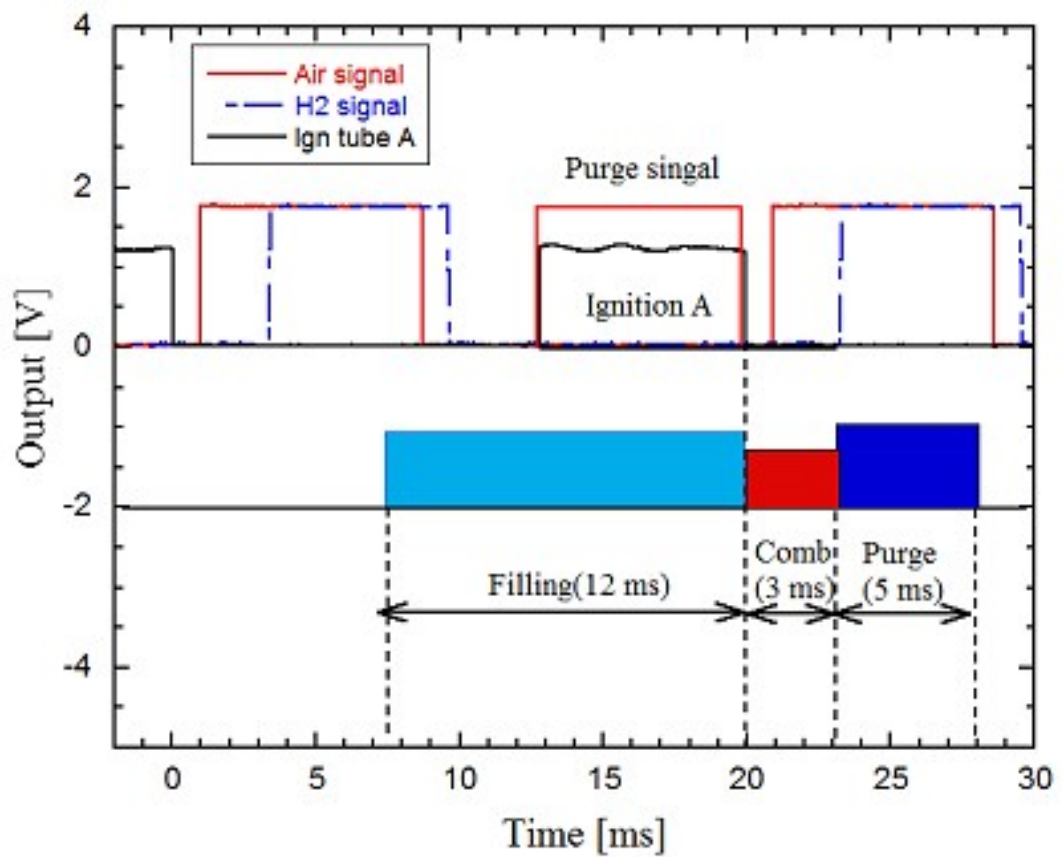 4
2
0
-2
-4
Output [V]
Air signal
H2 signal
Ign tube A
Purge singal
Ignition A
Filling(12 ms)
Comb
(3 ms)
Purge
(5 ms)
0 5 10 15 20 25 30
Time [ms]